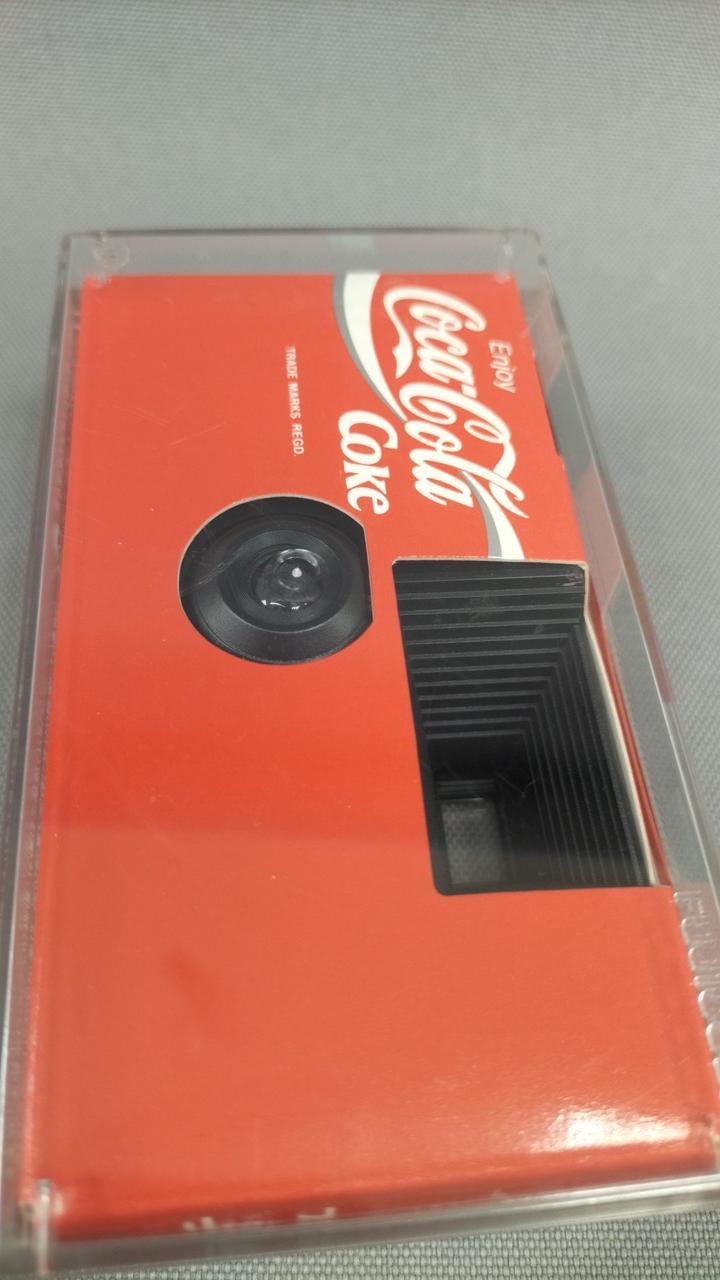 Enjoy
Coca-Cola
Coke
TRADE MARKS REGD.